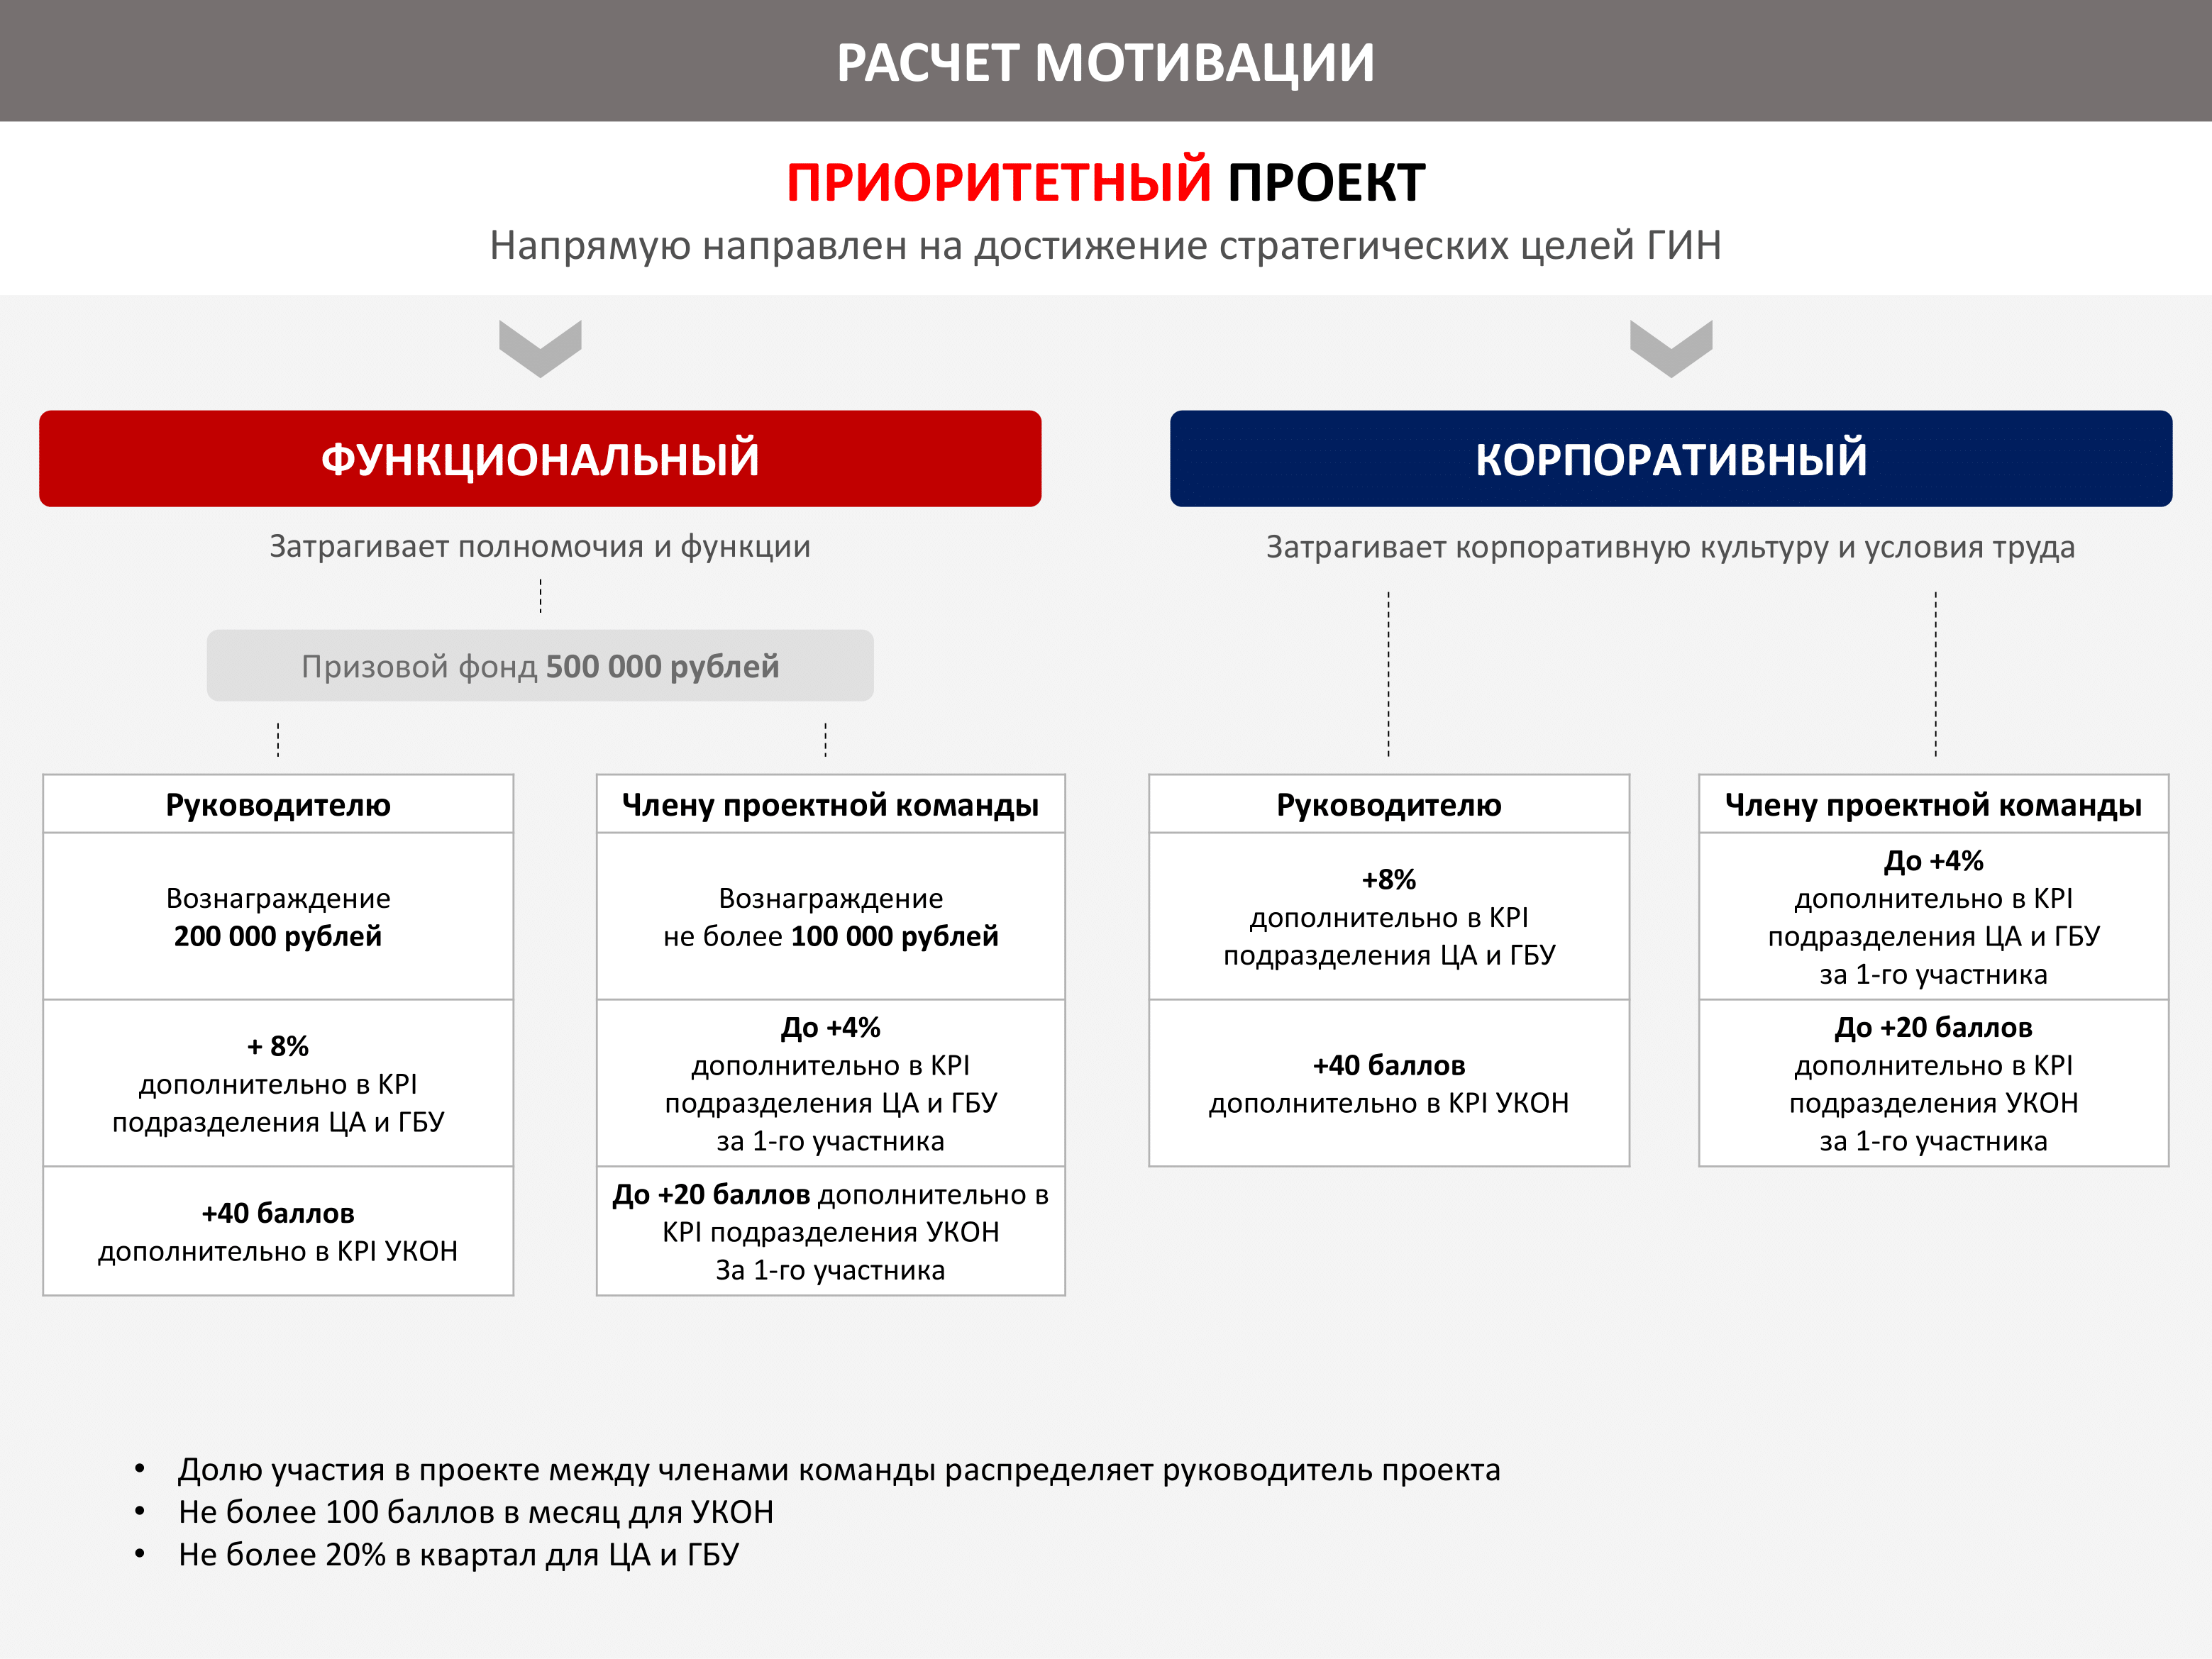 РАСЧЕТ МОТИВАЦИИ
ПРИОРИТЕТНЫЙ ПРОЕКТ
Напрямую направлен на достижение стратегических целей ГИН
ФУНКЦИОНАЛЬНЫЙ
Затрагивает полномочия и функции
Призовой фонд 500 000 рублей
Руководителю
Вознаграждение
200 000 рублей
+ 8%
дополнительно в KPI
подразделения ЦА и ГБУ
+40 баллов
дополнительно в KPI УКОН
Члену проектной команды
Вознаграждение
не более 100 000 рублей
До +4%
дополнительно в KPI
подразделения ЦА и ГБУ
за 1-го участника
До +20 баллов дополнительно в
KPI подразделения УКОН
За 1-го участника
КОРПОРАТИВНЫЙ
Затрагивает корпоративную культуру и условия труда
Руководителю
+8%
дополнительно в KPI
подразделения ЦА и ГБУ
+40 баллов
дополнительно в KPI УКОН
Члену проектной команды
До +4%
дополнительно в KPI
подразделения ЦА и ГБУ
за 1-го участника
До +20 баллов
дополнительно в KPI
подразделения УКОН
за 1-го участника
• Долю участия в проекте между членами команды распределяет руководитель проекта
• Не более 100 баллов в месяц для УКОН
• Не более 20% в квартал для ЦА и ГБУ